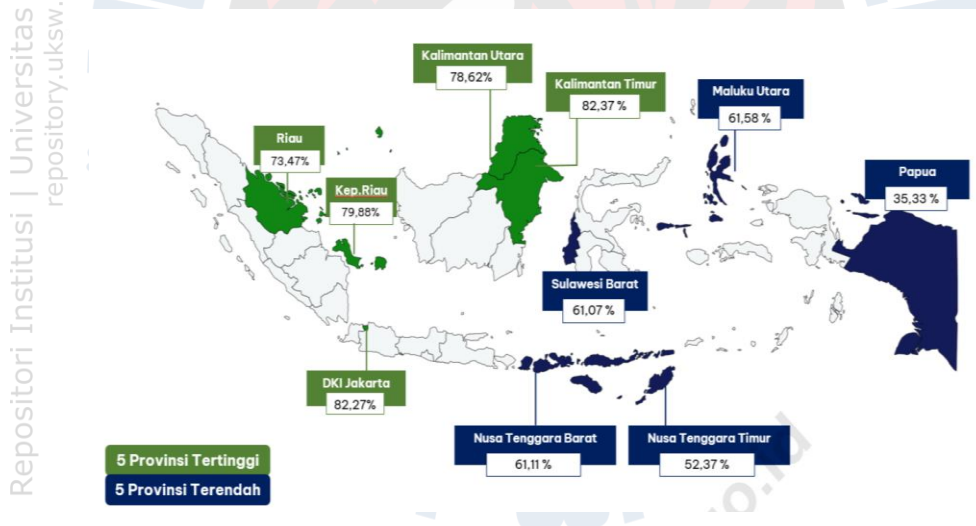 Repositori Institusi | Universitas
repository.uksw.
Kalimantan Utara
78,62%
Kalimantan Timur
82,37 %
Maluku Utara
61,58 %
Riau
73,47%
Kep.Riau
79,88%
Papua
35,33 %
Sulawesi Barat
61,07 %
DKI Jakarta
82,27%
Nusa Tenggara Barat
61,11 %
Nusa Tenggara Timur
52,37 %
5 Provinsi Tertinggi
5 Provinsi Terendah
o.id